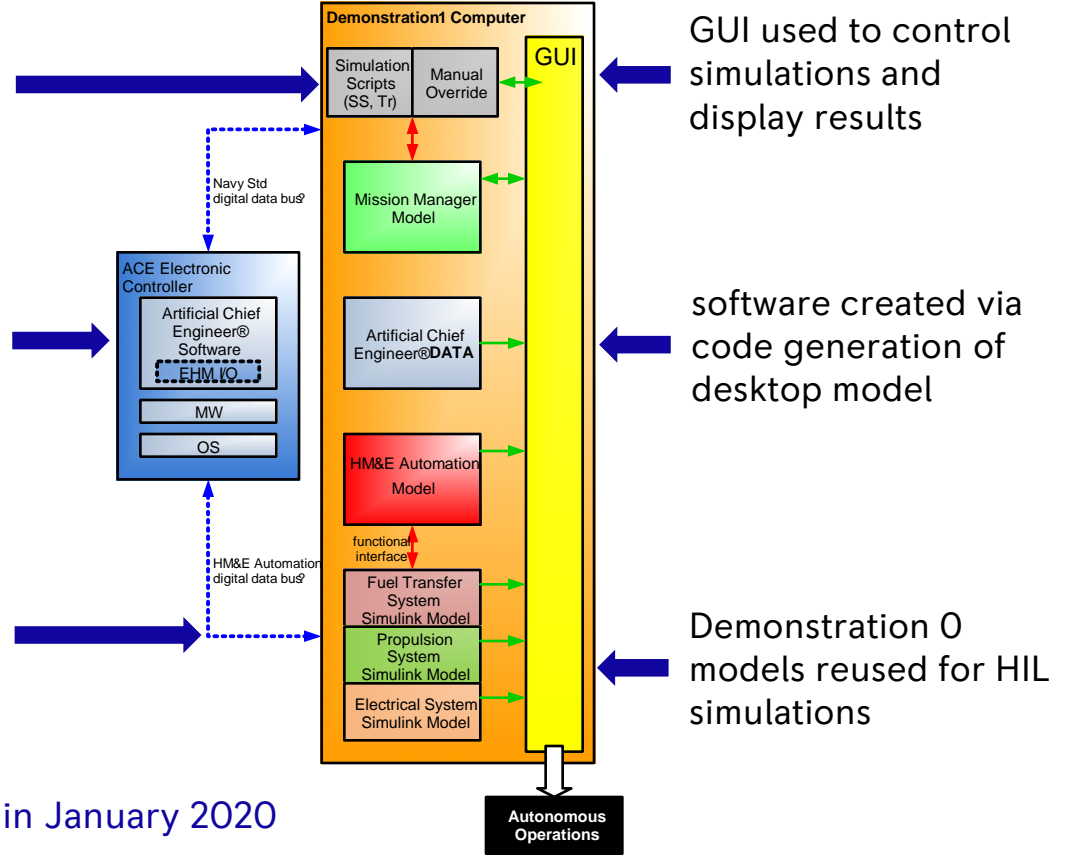 Demonstration1 Computer
GUI
Simulation
Scripts
(SS, Tr)
Manual
Override
GUI used to control
simulations and
display results
Navy Std
digital data bus?
Mission Manager
Model
ACE Electronic
Controller
Artificial Chief
Engineer®
Software
EHM I/O
MW
OS
Artificial Chief
Engineer®DATA
software created via
code generation of
desktop model
HM&E Automation
Model
functional
interface
HM&E Automation
digital data bus?
Fuel Transfer
System
Simulink Model
Propulsion
System
Simulink Model
Electrical System
Simulink Model
Demonstration 0
models reused for HIL
simulations
in January 2020
Autonomous
Operations